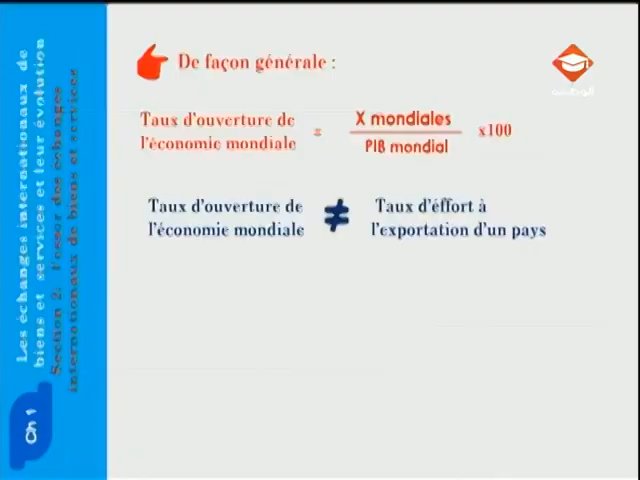 De façon générale :
Taux d'ouverture de
l'économie mondiale = X mondiales / PIB mondial x100
Taux d'ouverture de
l'économie mondiale ≠ Taux d'éffort à
l'exportation d'un pays
Les échanges internationaux de
biens et services et leur évolution
Section 2. l'essor des échanges
internationaux de biens et services
Ch 1